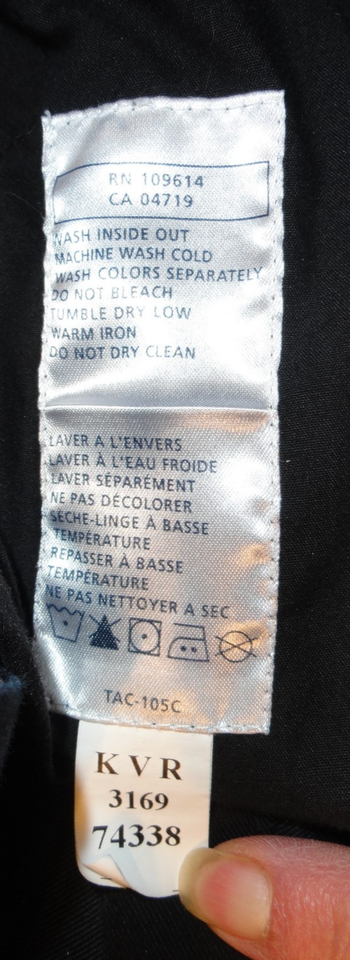 RN 109614
CA 04719
WASH INSIDE OUT
MACHINE WASH COLD
WASH COLORS SEPARATELY
DO NOT BLEACH
TUMBLE DRY LOW
WARM IRON
DO NOT DRY CLEAN
LAVER A L'ENVERS
LAVER À L'EAU FROIDE
LAVER SÉPARÉMENT
NE PAS DÉCOLORER
SÈCHE-LINGE À BASSE
TEMPÉRATURE
REPASSER À BASSE
TEMPÉRATURE
NE PAS NETTOYER A SEC
TAC-105C
K V R
3169
74338